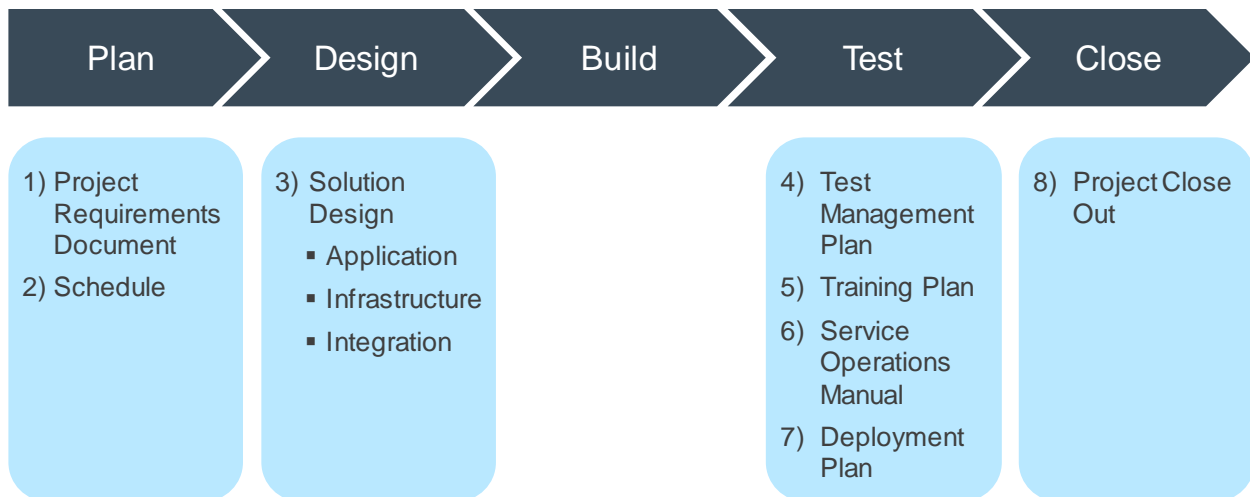 Plan
Design
Build
Test
Close
1) Project
Requirements
Document
2) Schedule
3) Solution
Design
▪ Application
▪ Infrastructure
▪ Integration
4) Test
Management
Plan
5) Training Plan
6) Service
Operations
Manual
7) Deployment
Plan
8) Project Close
Out